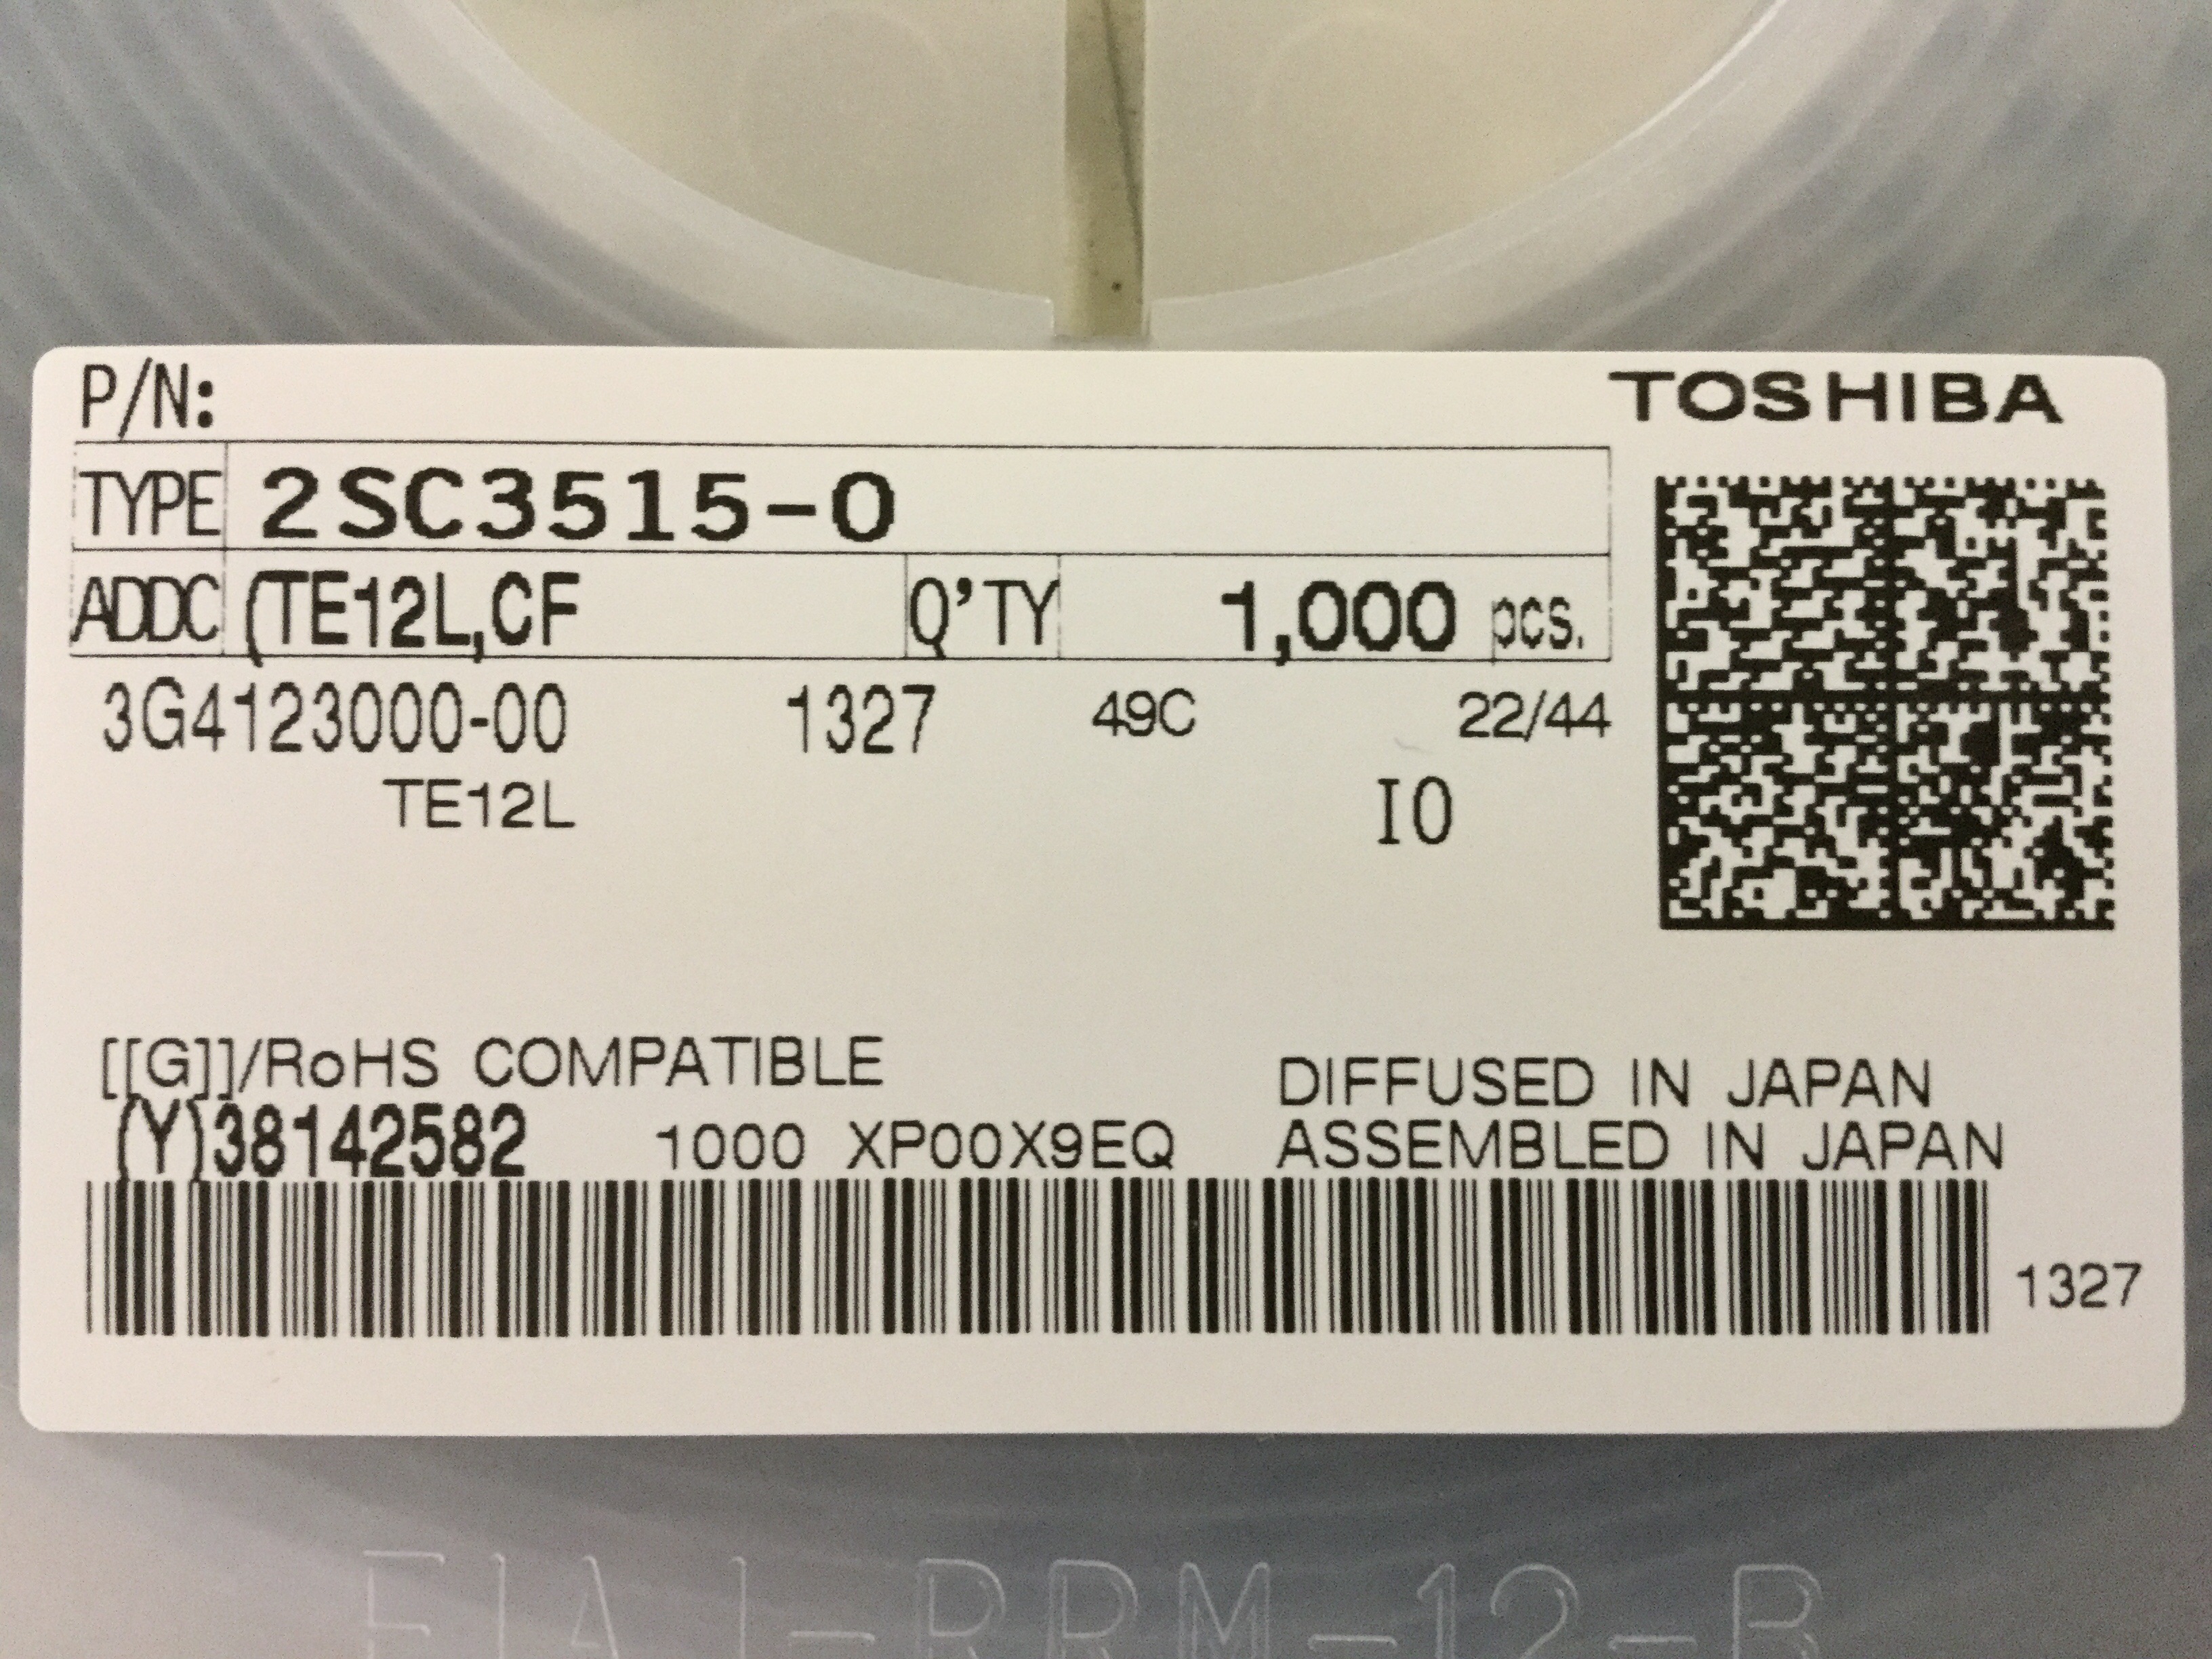 P/N:
TOSHIBA
TYPE 2SC3515-O
ADDC (TE12L,CF Q'TY 1,000 pcs.
3G4123000-00 1327 49C 22/44
TE12L I0
[[G]]/RoHS COMPATIBLE
DIFFUSED IN JAPAN
(Y)38142582 1000 XP00X9EQ
ASSEMBLED IN JAPAN
1327
EIAJ-RRM-12-B